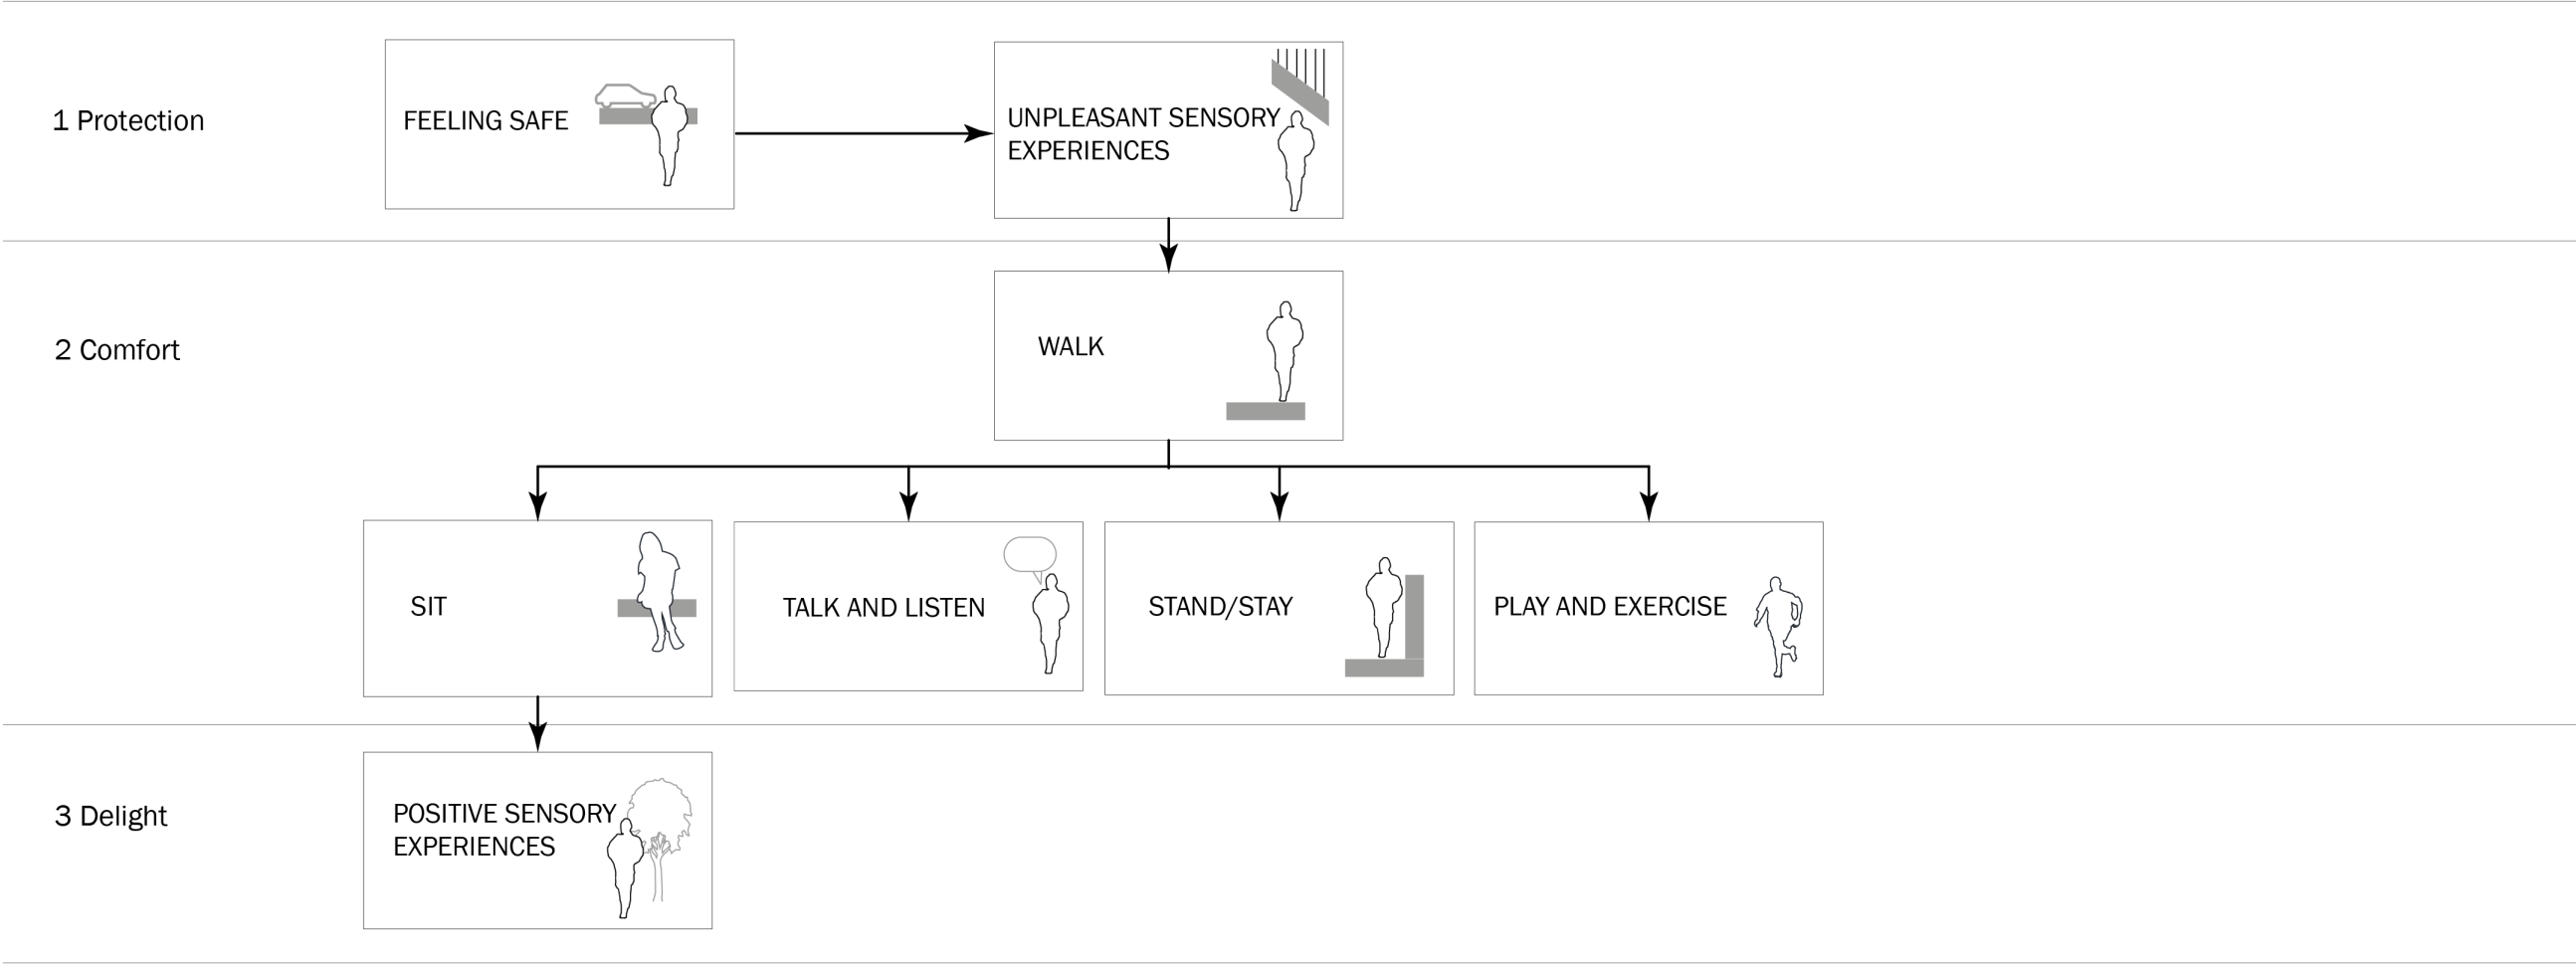 1 Protection
FEELING SAFE
UNPLEASANT SENSORY
EXPERIENCES
2 Comfort
WALK
SIT
TALK AND LISTEN
STAND/STAY
PLAY AND EXERCISE
3 Delight
POSITIVE SENSORY
EXPERIENCES